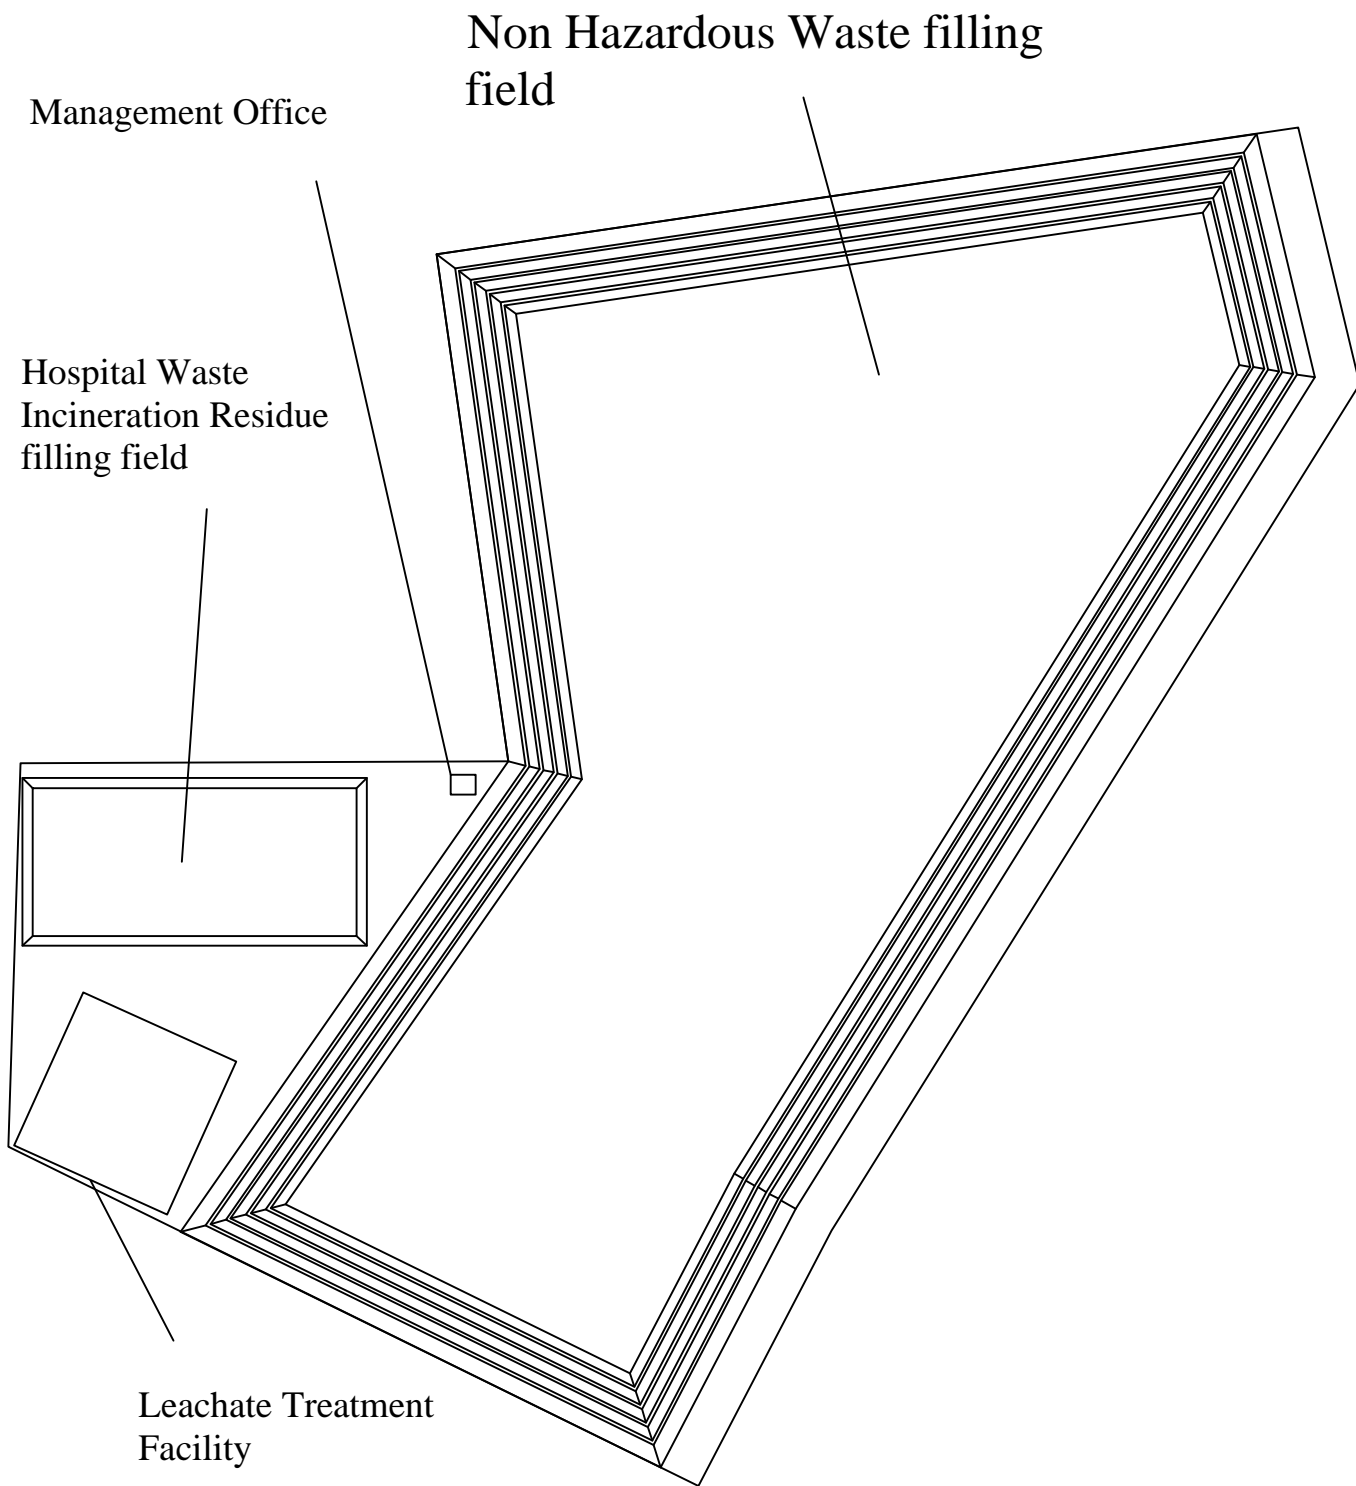 Non Hazardous Waste filling
field
Management Office
Hospital Waste
Incineration Residue
filling field
Leachate Treatment
Facility